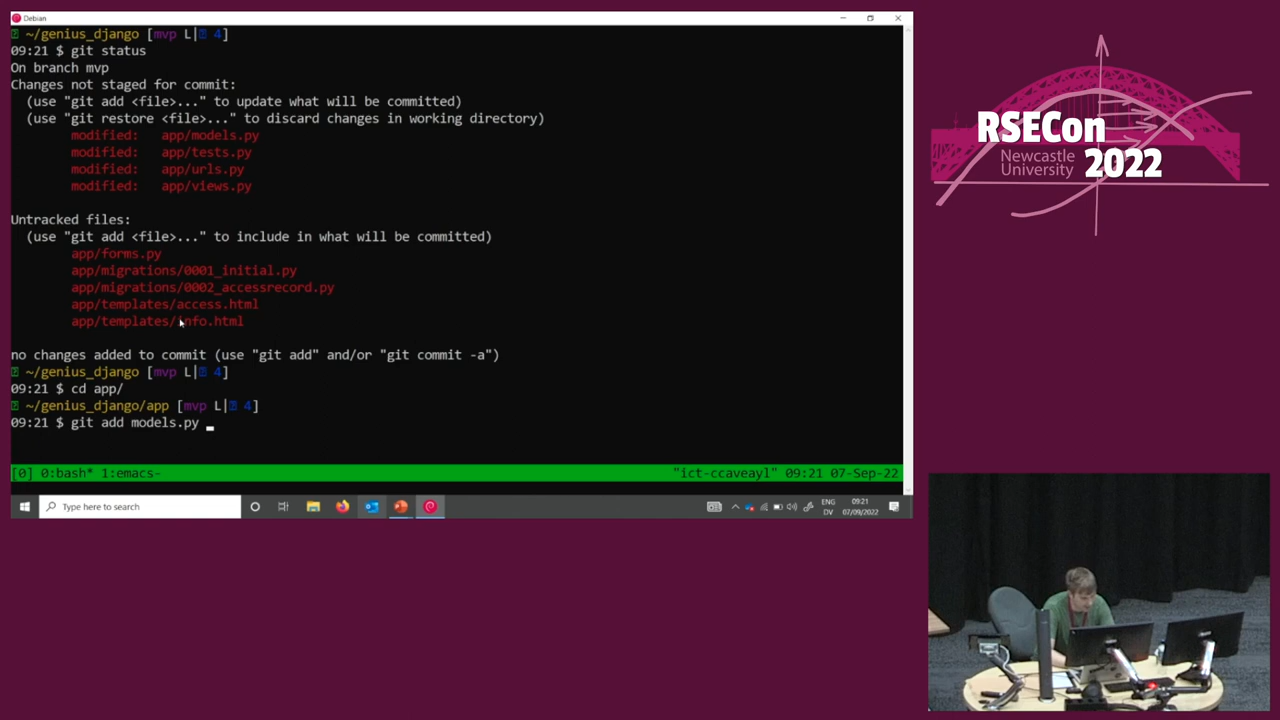 Debian
~/genius_django [mvp L| 4]
09:21 $ git status
On branch mvp
Changes not staged for commit:
(use "git add <file>..." to update what will be committed)
(use "git restore <file>..." to discard changes in working directory)
modified: app/models.py
modified: app/tests.py
modified: app/urls.py
modified: app/views.py
Untracked files:
(use "git add <file>..." to include in what will be committed)
app/forms.py
app/migrations/0001_initial.py
app/migrations/0002_accessrecord.py
app/templates/access.html
app/templates/info.html
no changes added to commit (use "git add" and/or "git commit -a")
~/genius_django [mvp L| 4]
09:21 $ cd app/
~/genius_django/app [mvp L| 4]
09:21 $ git add models.py
[0] 0:bash* 1:emacs- "ict-ccaveayl" 09:21 07-Sep-22
Type here to search
ENG
DV
09:21
07/09/2022
RSECon
Newcastle
University
2022